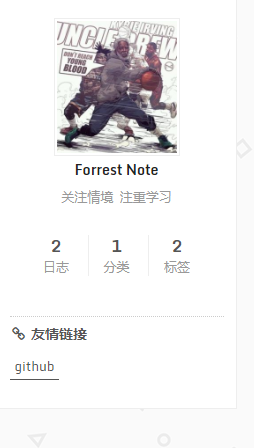 KYRIE IRVING
UNCLE DREW
DON'T REACH
YOUNG
BLOOD
Forrest Note
关注情境 注重学习
2 1 2
日志 分类 标签
友情链接
github